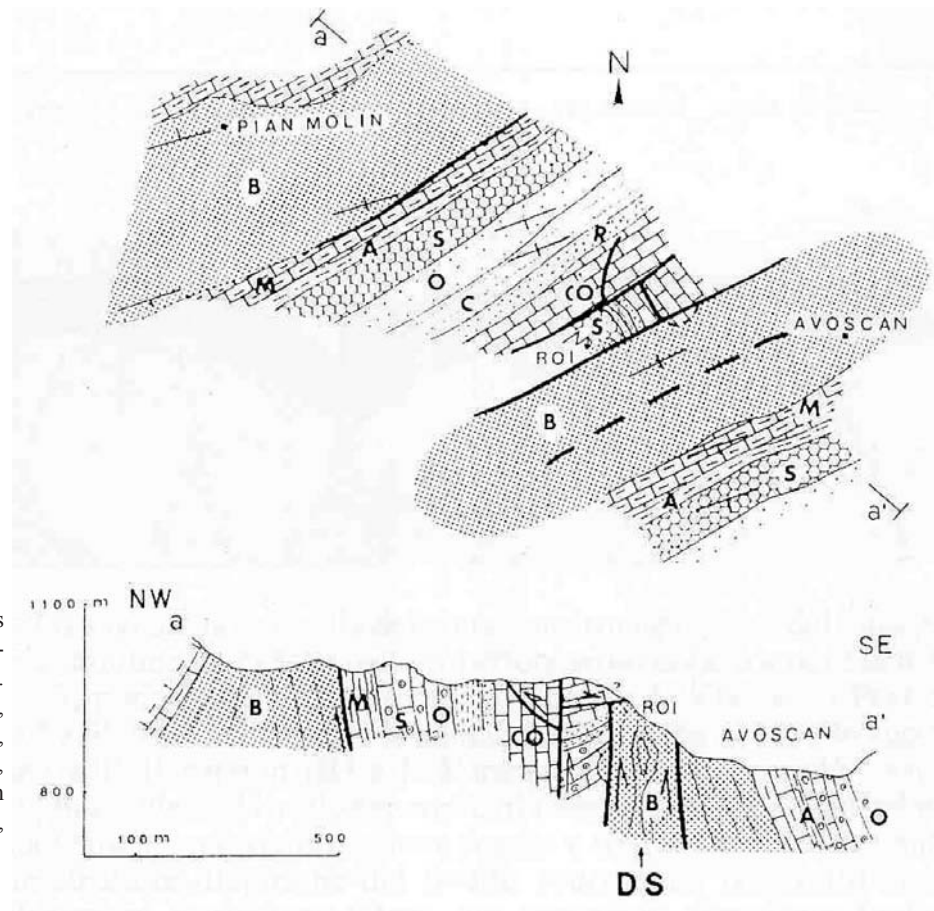 a
N
PIAN MOLIN
B
S
R
A
M
O
C
CO
S
ROI
AVOSCAN
B
M
S
A
a'
1100 m NW
a
SE
B M S O CO ROI
AVOSCAN a'
800
B A O
100 m 500
DS